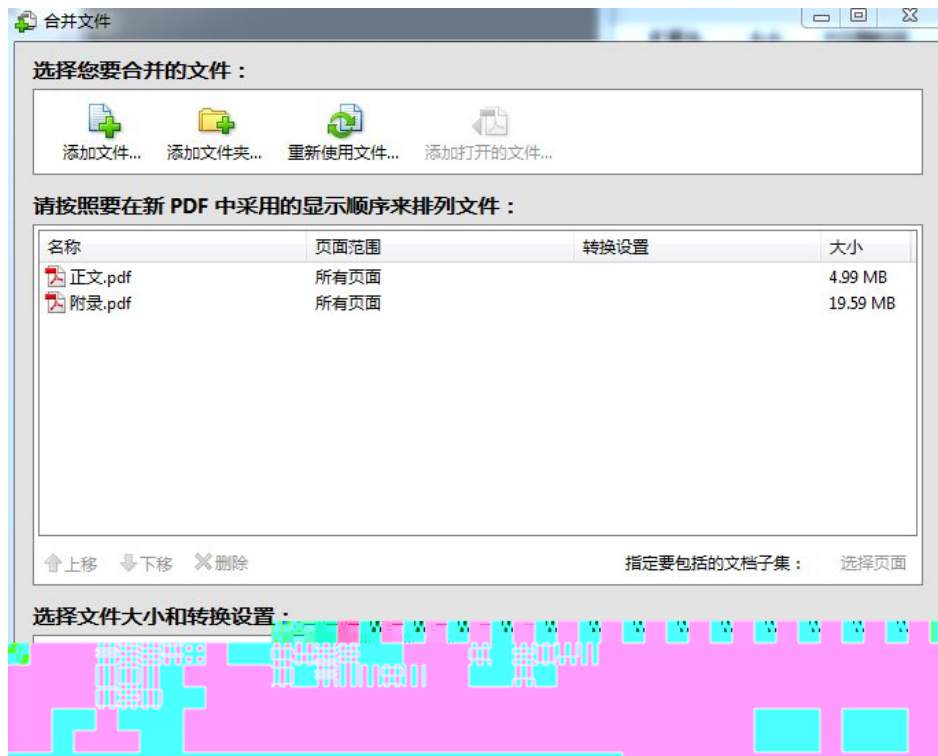 合并文件
选择您要合并的文件：
添加文件... 添加文件夹... 重新使用文件... 添加打开的文件...
请按照要在新 PDF 中采用的显示顺序来排列文件：
名称 页面范围 转换设置 大小
正文.pdf 所有页面 4.99 MB
附录.pdf 所有页面 19.59 MB
上移 下移 删除 指定要包括的文档子集： 选择页面
选择文件大小和转换设置：